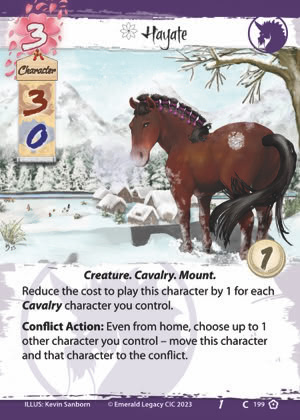 3
Hayate
Character
3
0
1
Creature. Cavalry. Mount.
Reduce the cost to play this character by 1 for each
Cavalry character you control.
Conflict Action: Even from home, choose up to 1
other character you control – move this character
and that character to the conflict.
ILLUS: Kevin Sanborn © Emerald Legacy CIC 2023 1 C 199